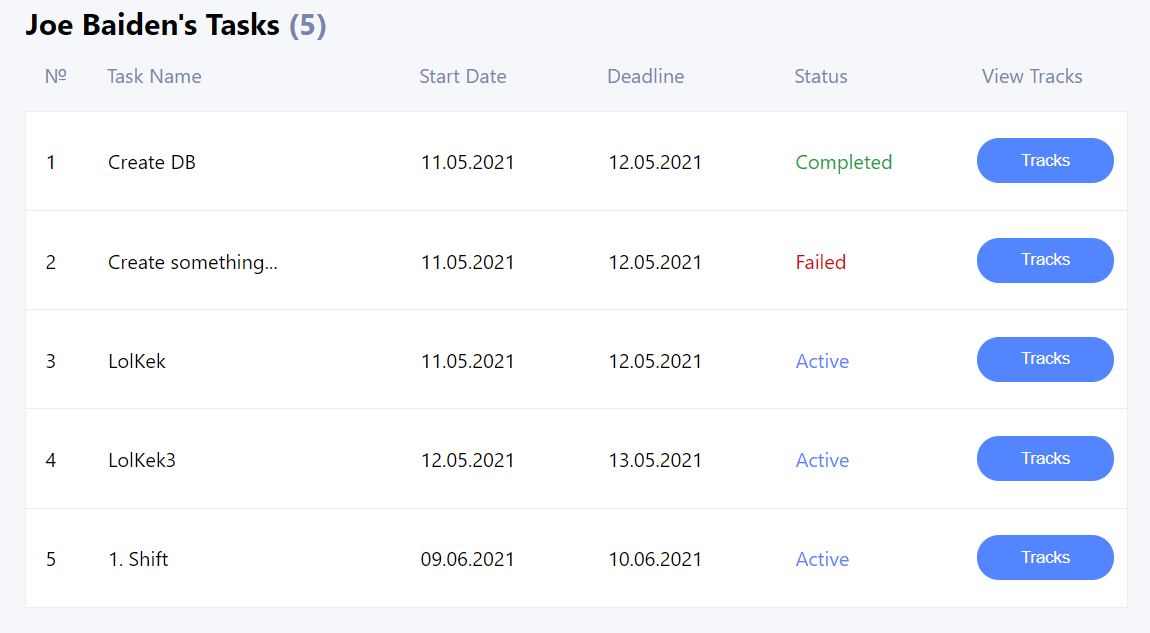 Joe Baiden's Tasks (5)
№ Task Name Start Date Deadline Status View Tracks
1 Create DB 11.05.2021 12.05.2021 Completed Tracks
2 Create something... 11.05.2021 12.05.2021 Failed Tracks
3 LolKek 11.05.2021 12.05.2021 Active Tracks
4 LolKek3 12.05.2021 13.05.2021 Active Tracks
5 1. Shift 09.06.2021 10.06.2021 Active Tracks